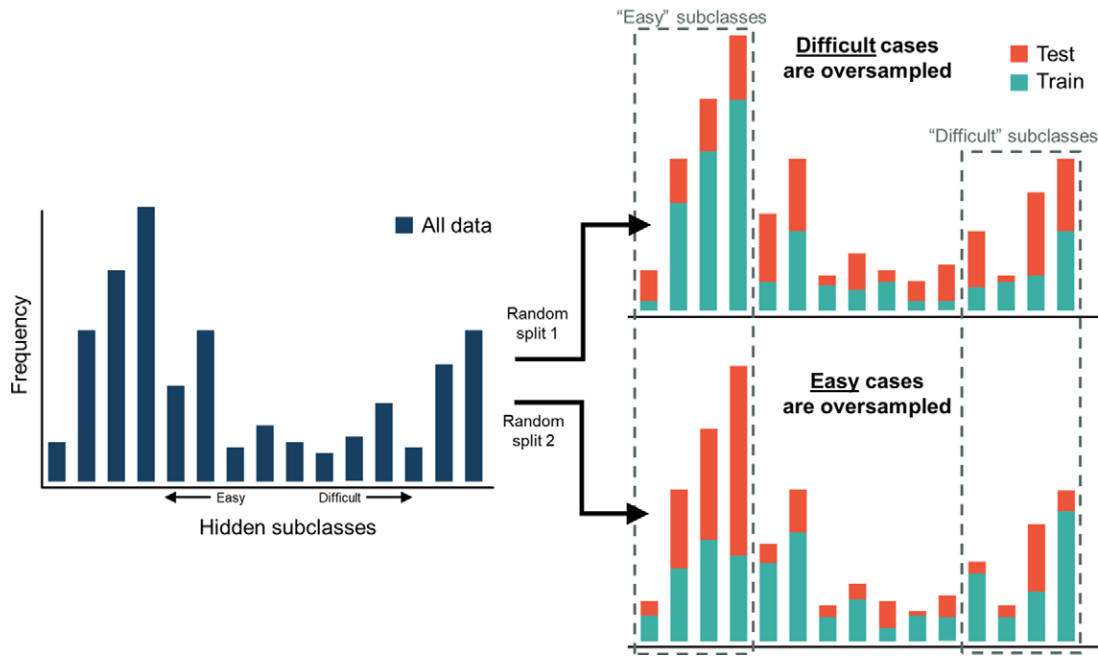 Frequency
All data
Easy
Difficult
Hidden subclasses
Random
split 1
Random
split 2
“Easy” subclasses
Difficult cases
are oversampled
Test
Train
“Difficult” subclasses
Easy cases
are oversampled